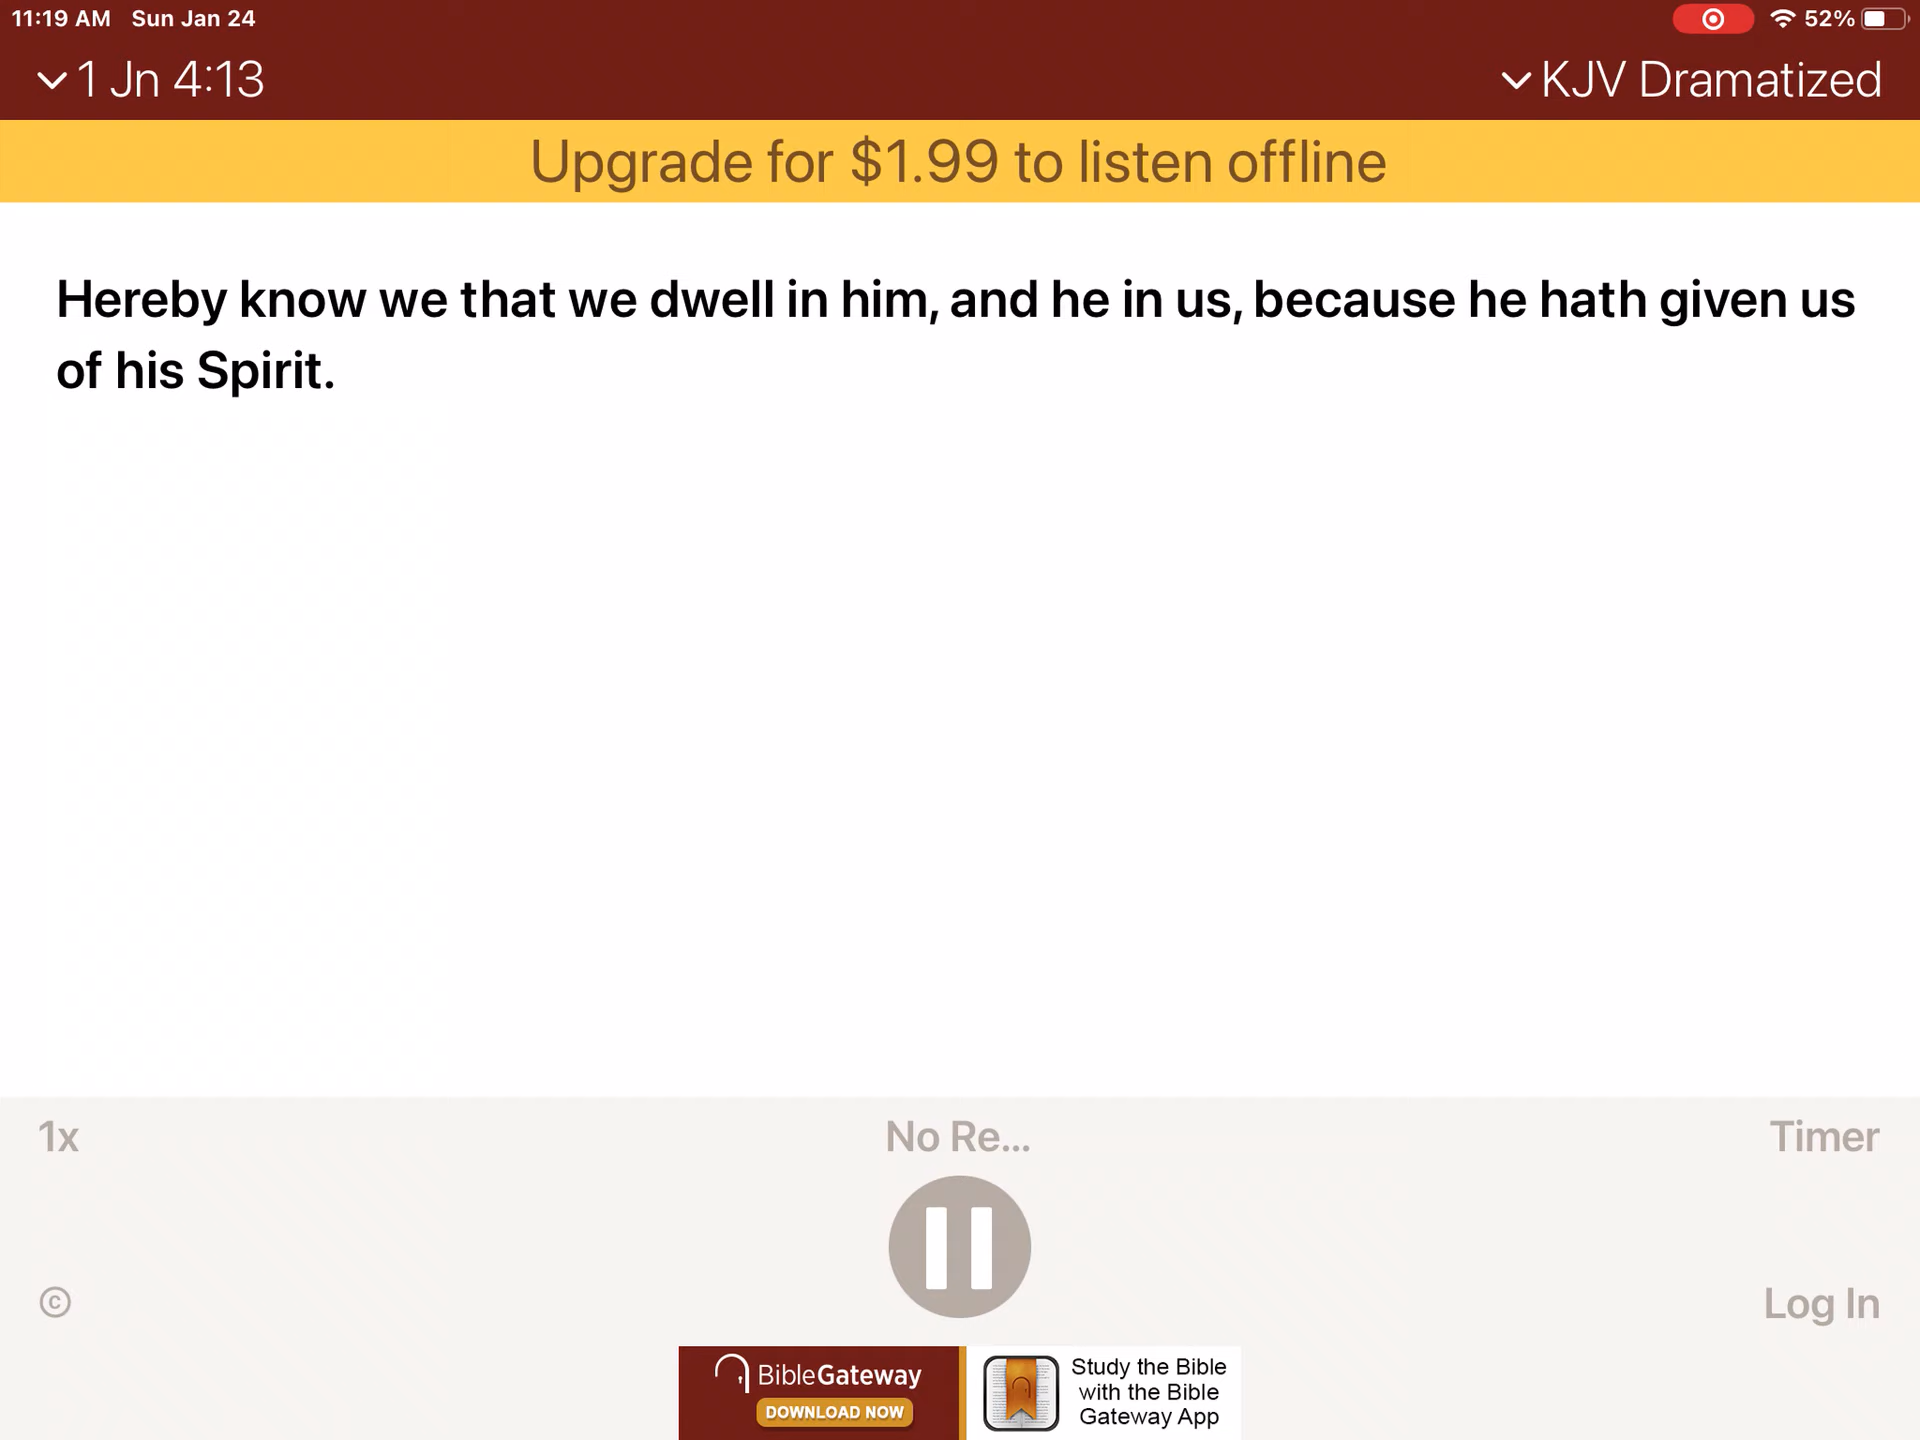 11:19 AM Sun Jan 24 52%
1 Jn 4:13 KJV Dramatized
Upgrade for $1.99 to listen offline
Hereby know we that we dwell in him, and he in us, because he hath given us
of his Spirit.
1x No Re... Timer
© Log In
BibleGateway
DOWNLOAD NOW
Study the Bible
with the Bible
Gateway App